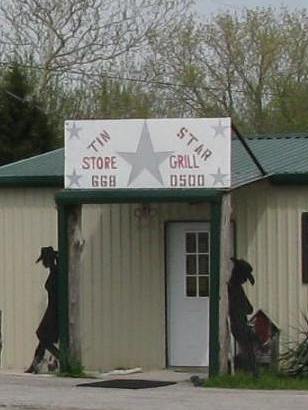 TIN STAR
STORE GRILL
668 0500